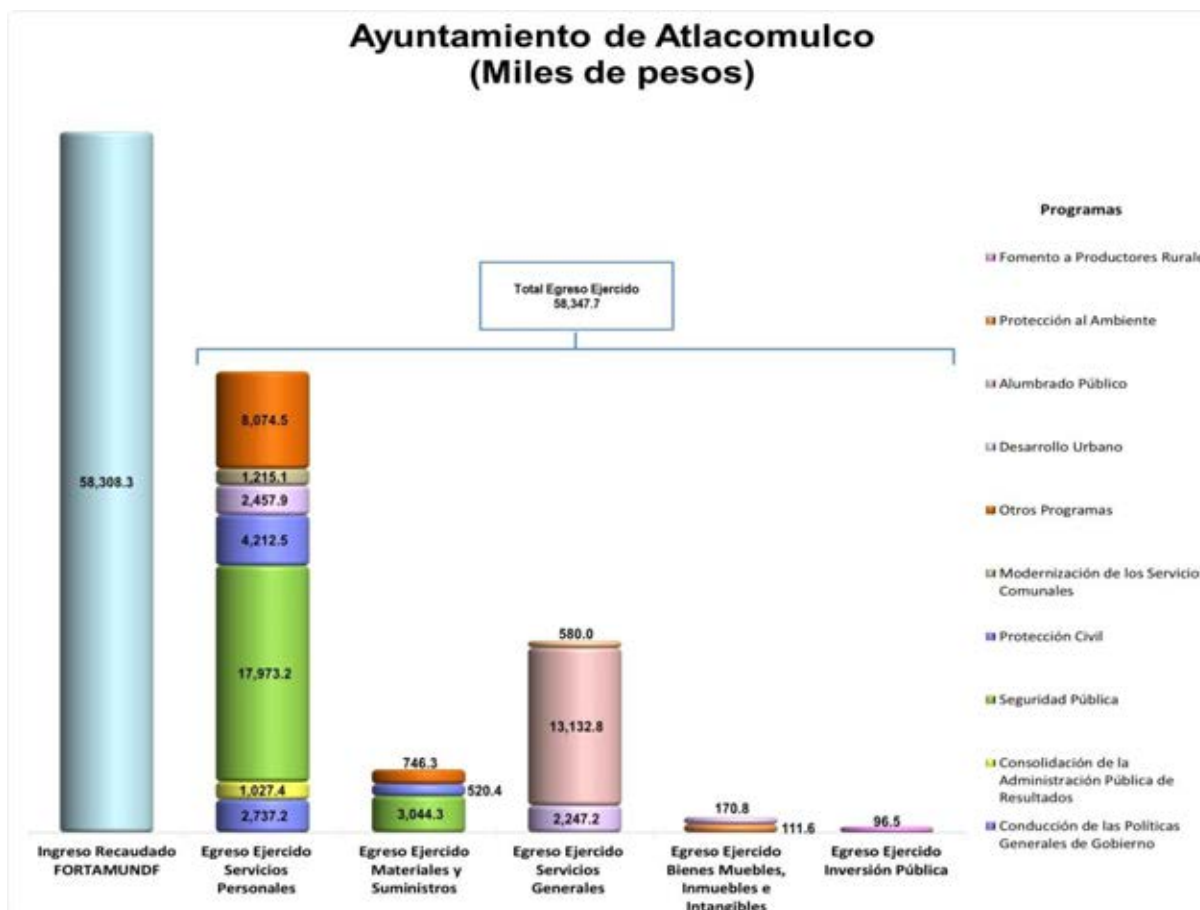 Ayuntamiento de Atlacomulco
(Miles de pesos)
Programas
Fomento a Productores Rurale
Protección al Ambiente
Alumbrado Público
Desarrollo Urbano
Otros Programas
Modernización de los Servicio
Comunales
Protección Civil
Seguridad Pública
Consolidación de la
Administración Pública de
Resultados
Conducción de las Políticas
Generales de Gobierno
Total Egreso Ejercido
58,347.7
58,308.3
8,074.5
1,215.1
2,457.9
4,212.5
17,973.2
1,027.4
2,737.2
746.3
520.4
3,044.3
580.0
13,132.8
2,247.2
170.8
111.6
96.5
Ingreso Recaudado
FORTAMUNDF
Egreso Ejercido
Servicios
Personales
Egreso Ejercido
Materiales y
Suministros
Egreso Ejercido
Servicios
Generales
Egreso Ejercido
Bienes Muebles,
Inmuebles e
Intangibles
Egreso Ejercido
Inversión Pública